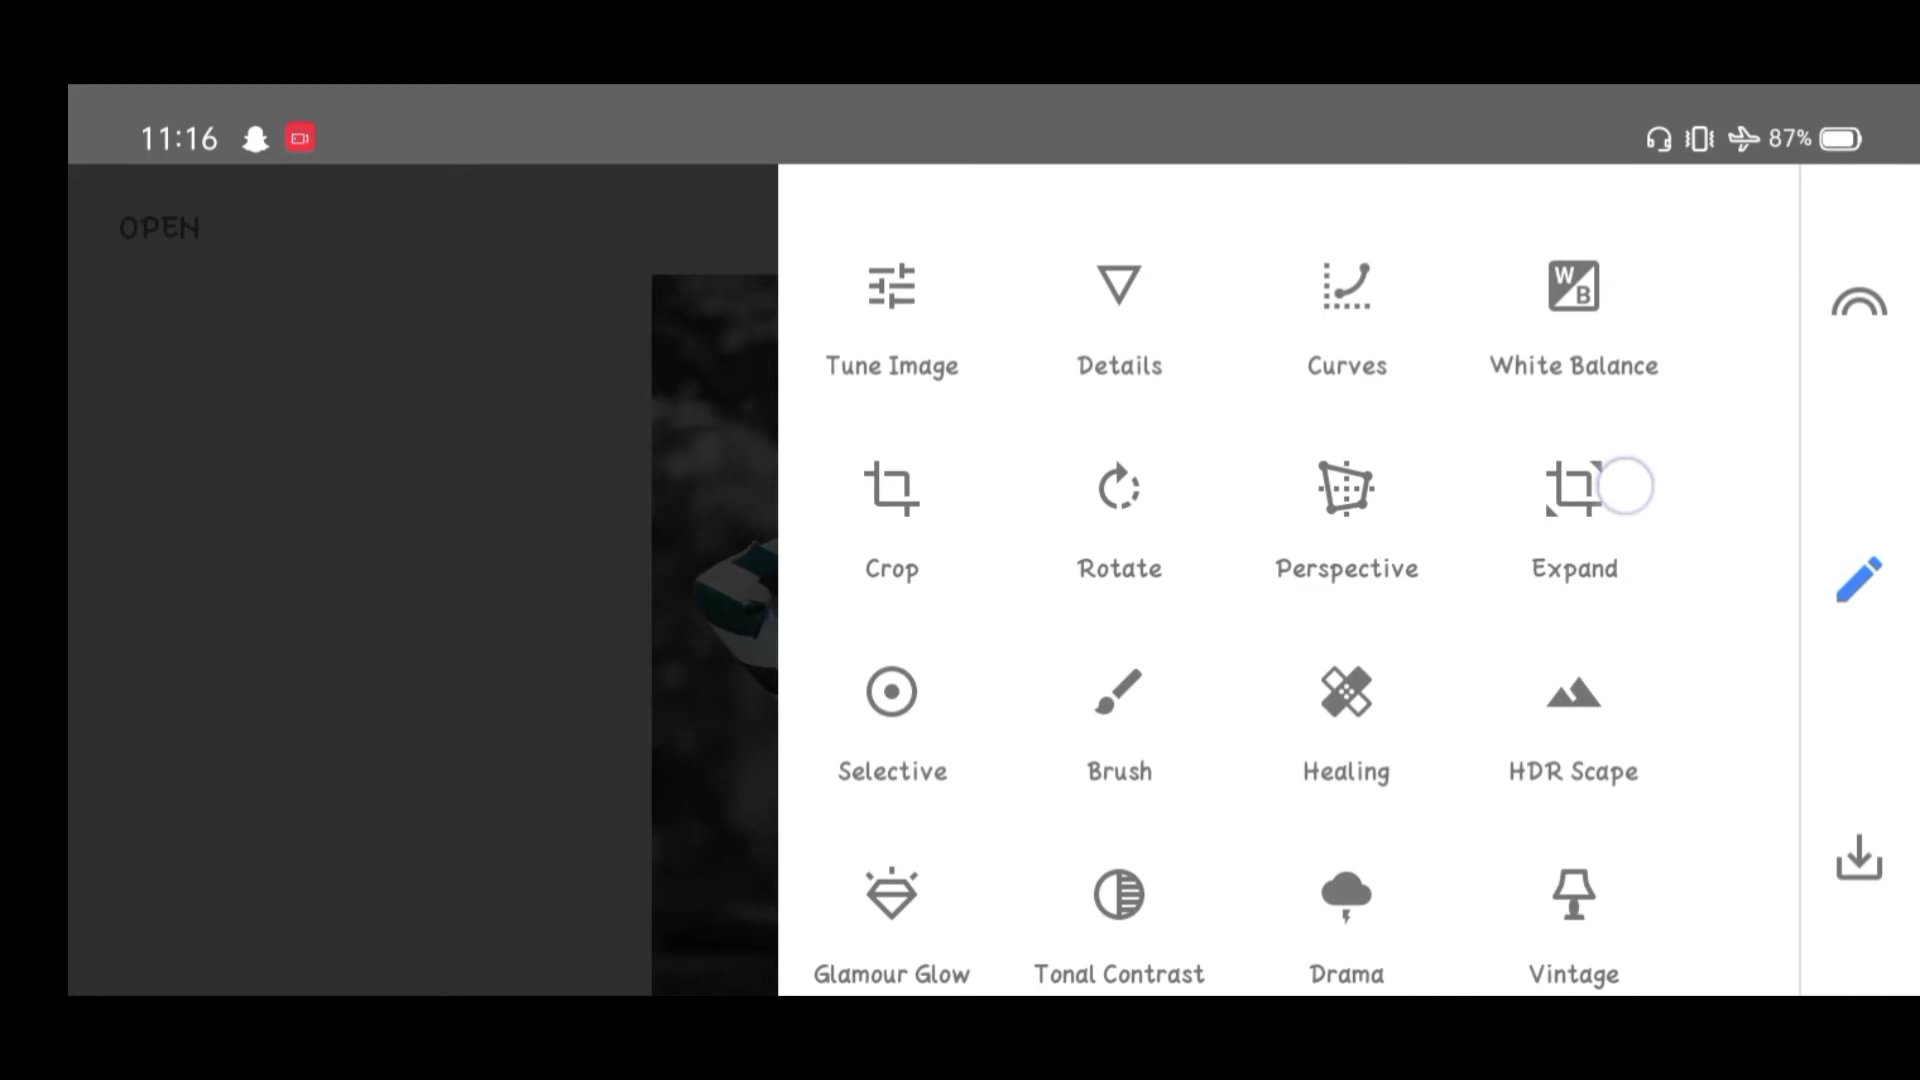 11:16
87%
OPEN
W
B
Tune Image
Details
Curves
White Balance
Crop
Rotate
Perspective
Expand
Selective
Brush
Healing
HDR Scape
Glamour Glow
Tonal Contrast
Drama
Vintage